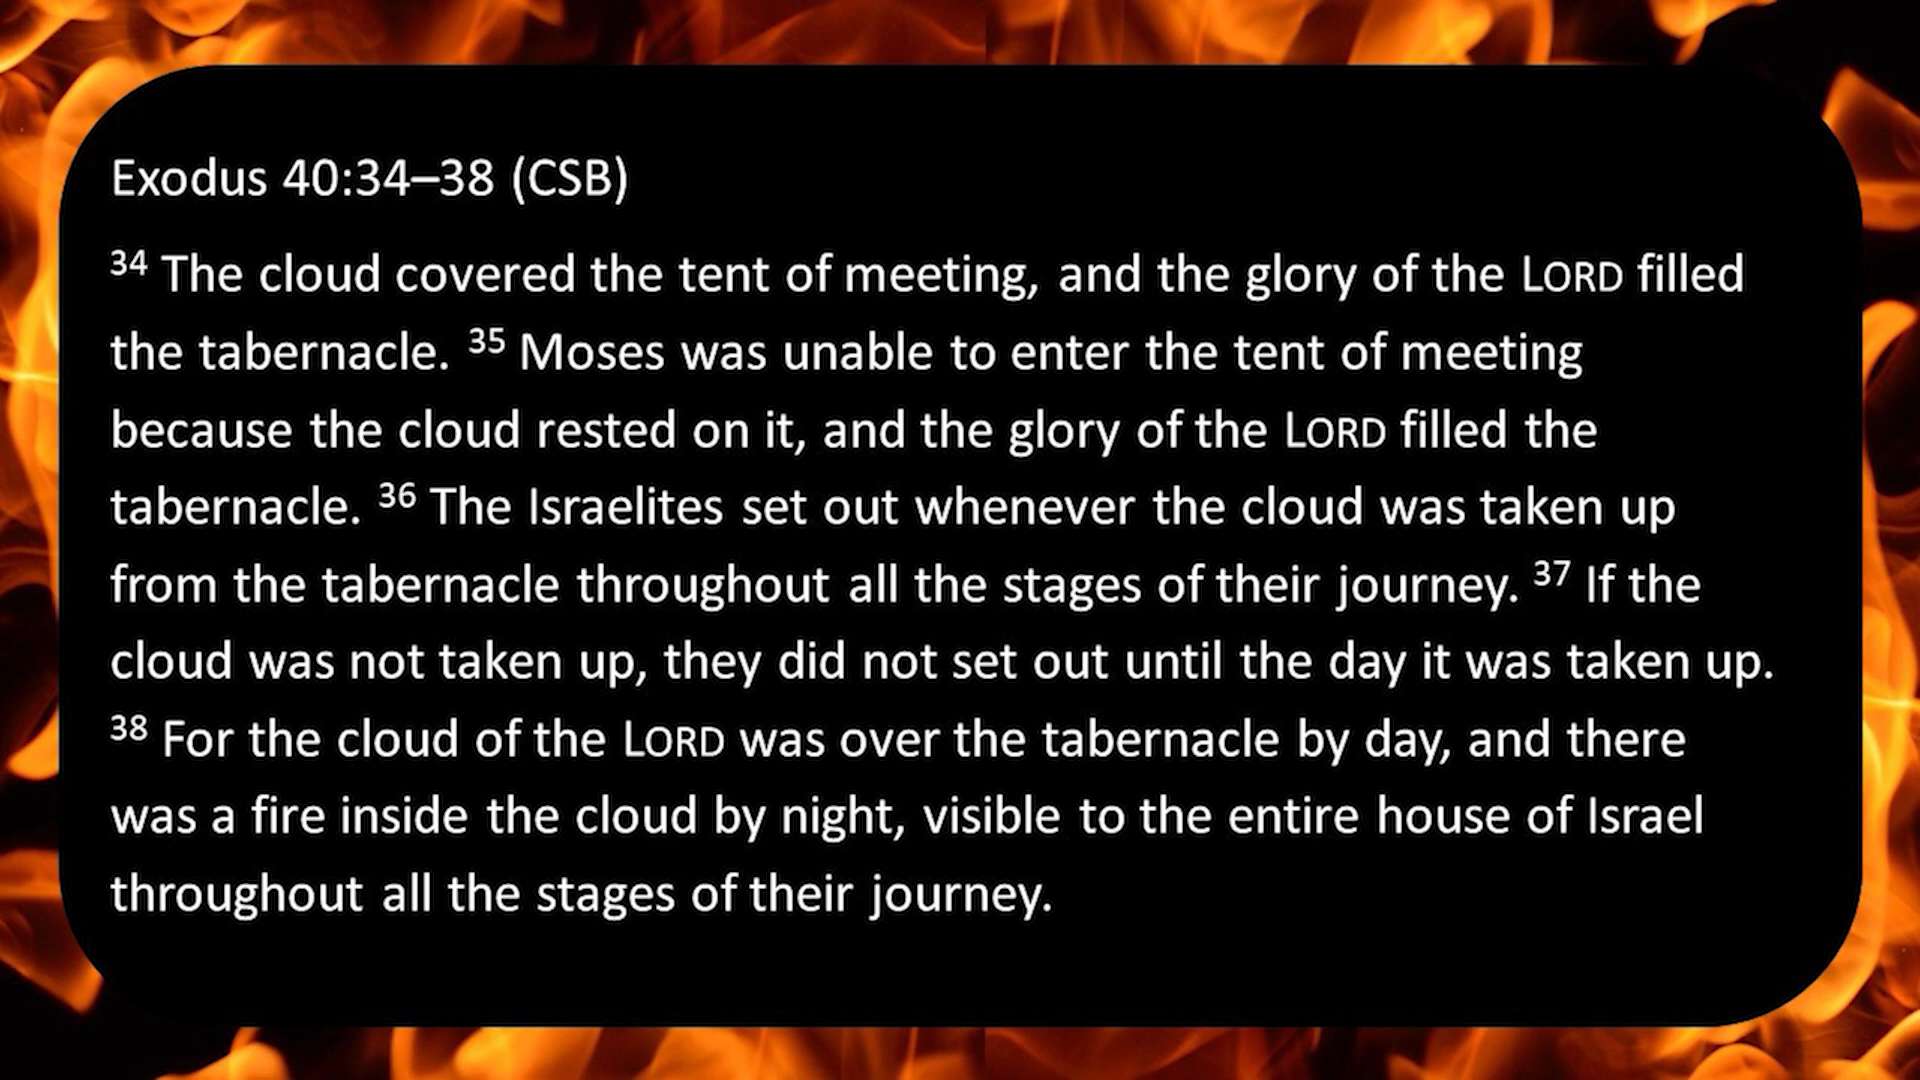 Exodus 40:34–38 (CSB)
³⁴ The cloud covered the tent of meeting, and the glory of the LORD filled
the tabernacle. ³⁵ Moses was unable to enter the tent of meeting
because the cloud rested on it, and the glory of the LORD filled the
tabernacle. ³⁶ The Israelites set out whenever the cloud was taken up
from the tabernacle throughout all the stages of their journey. ³⁷ If the
cloud was not taken up, they did not set out until the day it was taken up.
³⁸ For the cloud of the LORD was over the tabernacle by day, and there
was a fire inside the cloud by night, visible to the entire house of Israel
throughout all the stages of their journey.